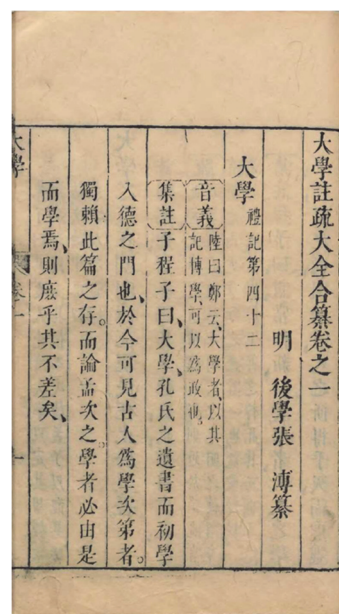 大學註疏大全合纂卷之一
明　後學張　溥纂
大學　禮記第四十二
音義　陸曰鄭云大學者以其
記博學可以為政也
集註　子程子曰大學孔氏之遺書而初學
入德之門也於今可見古人為學次第者
獨賴此篇之存而論孟次之學者必由是
而學焉則庶乎其不差矣
大學
卷一
一